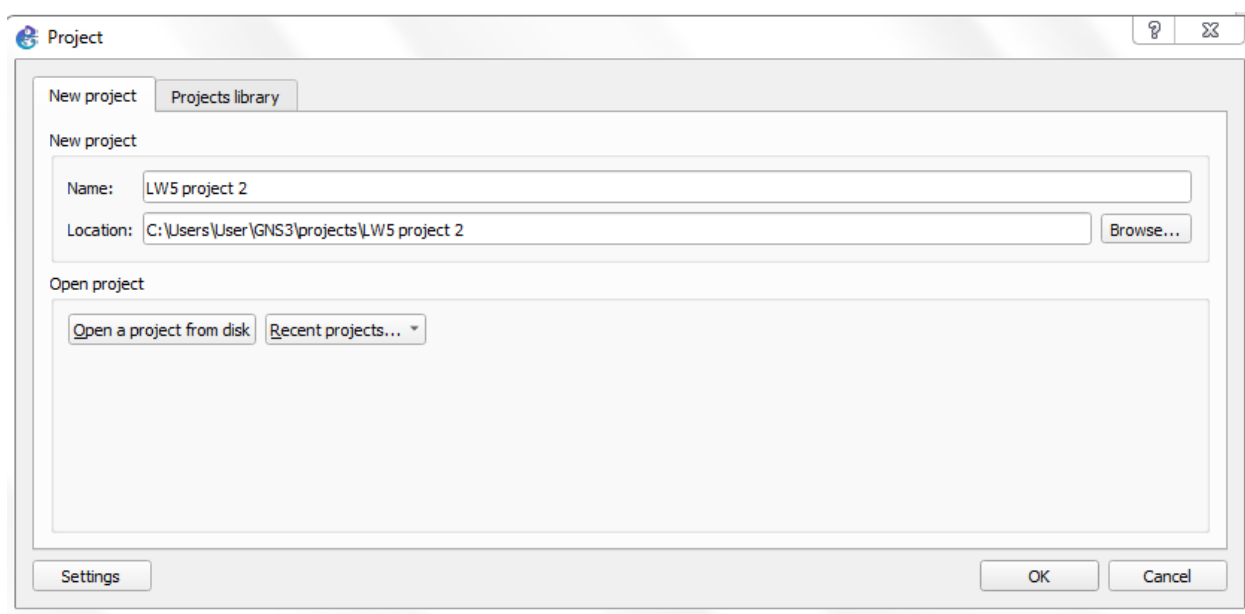 Project
New project Projects library
New project
Name: LW5 project 2
Location: C:\Users\User\GNS3\projects\LW5 project 2 Browse...
Open project
Open a project from disk Recent projects...
Settings OK Cancel